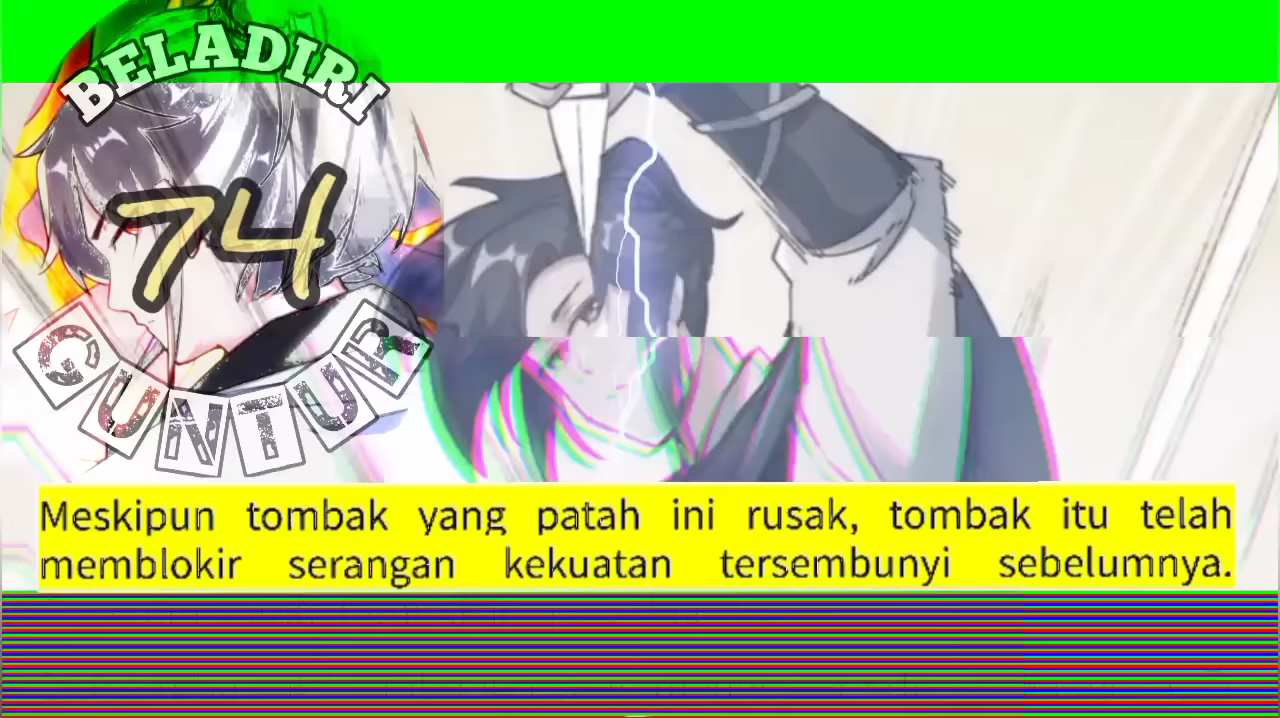 BELADIRI
74
GUNTUR
Meskipun tombak yang patah ini rusak, tombak itu telah
memblokir serangan kekuatan tersembunyi sebelumnya.